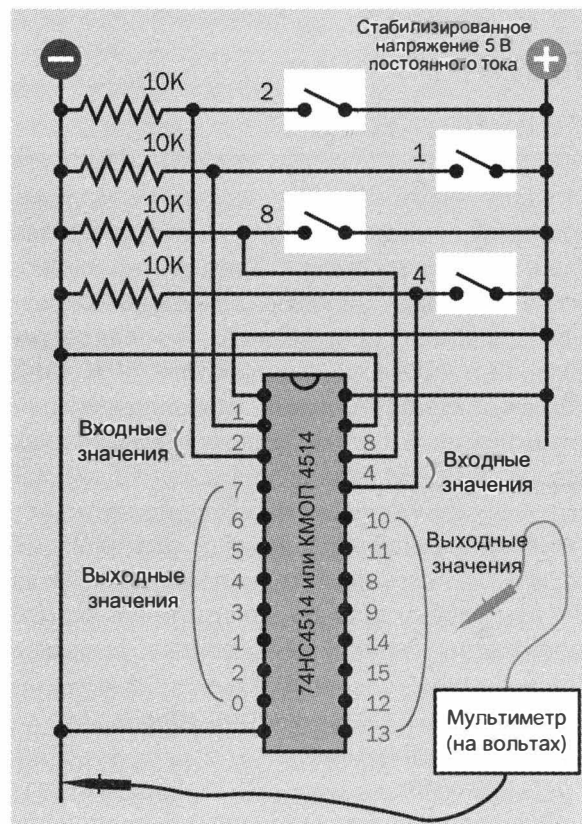 Стабилизированное
напряжение 5 В
постоянного тока
−
+
10K
2
10K
1
10K
8
10K
4
1
Входные
значения
2
8
4
Входные
значения
7
6
5
4
3
1
2
0
Выходные
значения
10
11
8
9
14
15
12
13
Выходные
значения
74HC4514 или КМОП 4514
Мультиметр
(на вольтах)